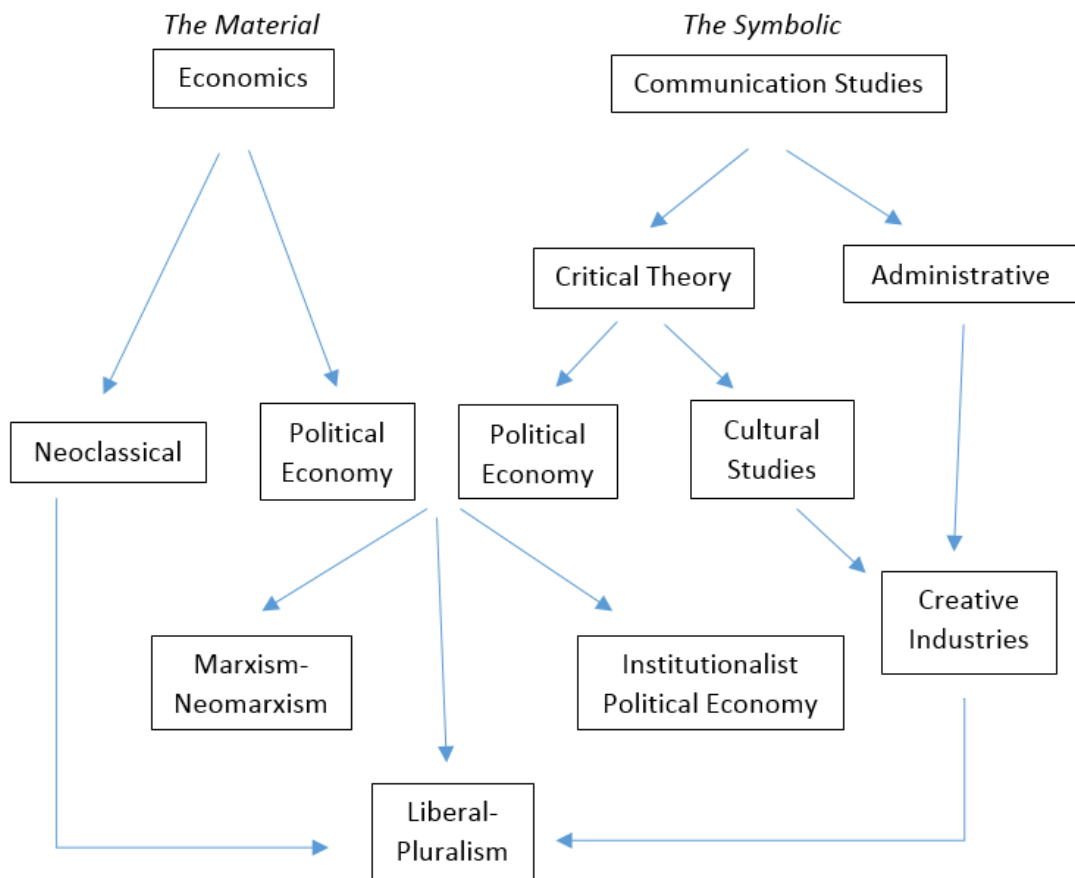 The Material
The Symbolic
Economics
Communication Studies
Critical Theory
Administrative
Neoclassical
Political
Economy
Political
Economy
Cultural
Studies
Creative
Industries
Marxism-
Neomarxism
Institutionalist
Political Economy
Liberal-
Pluralism